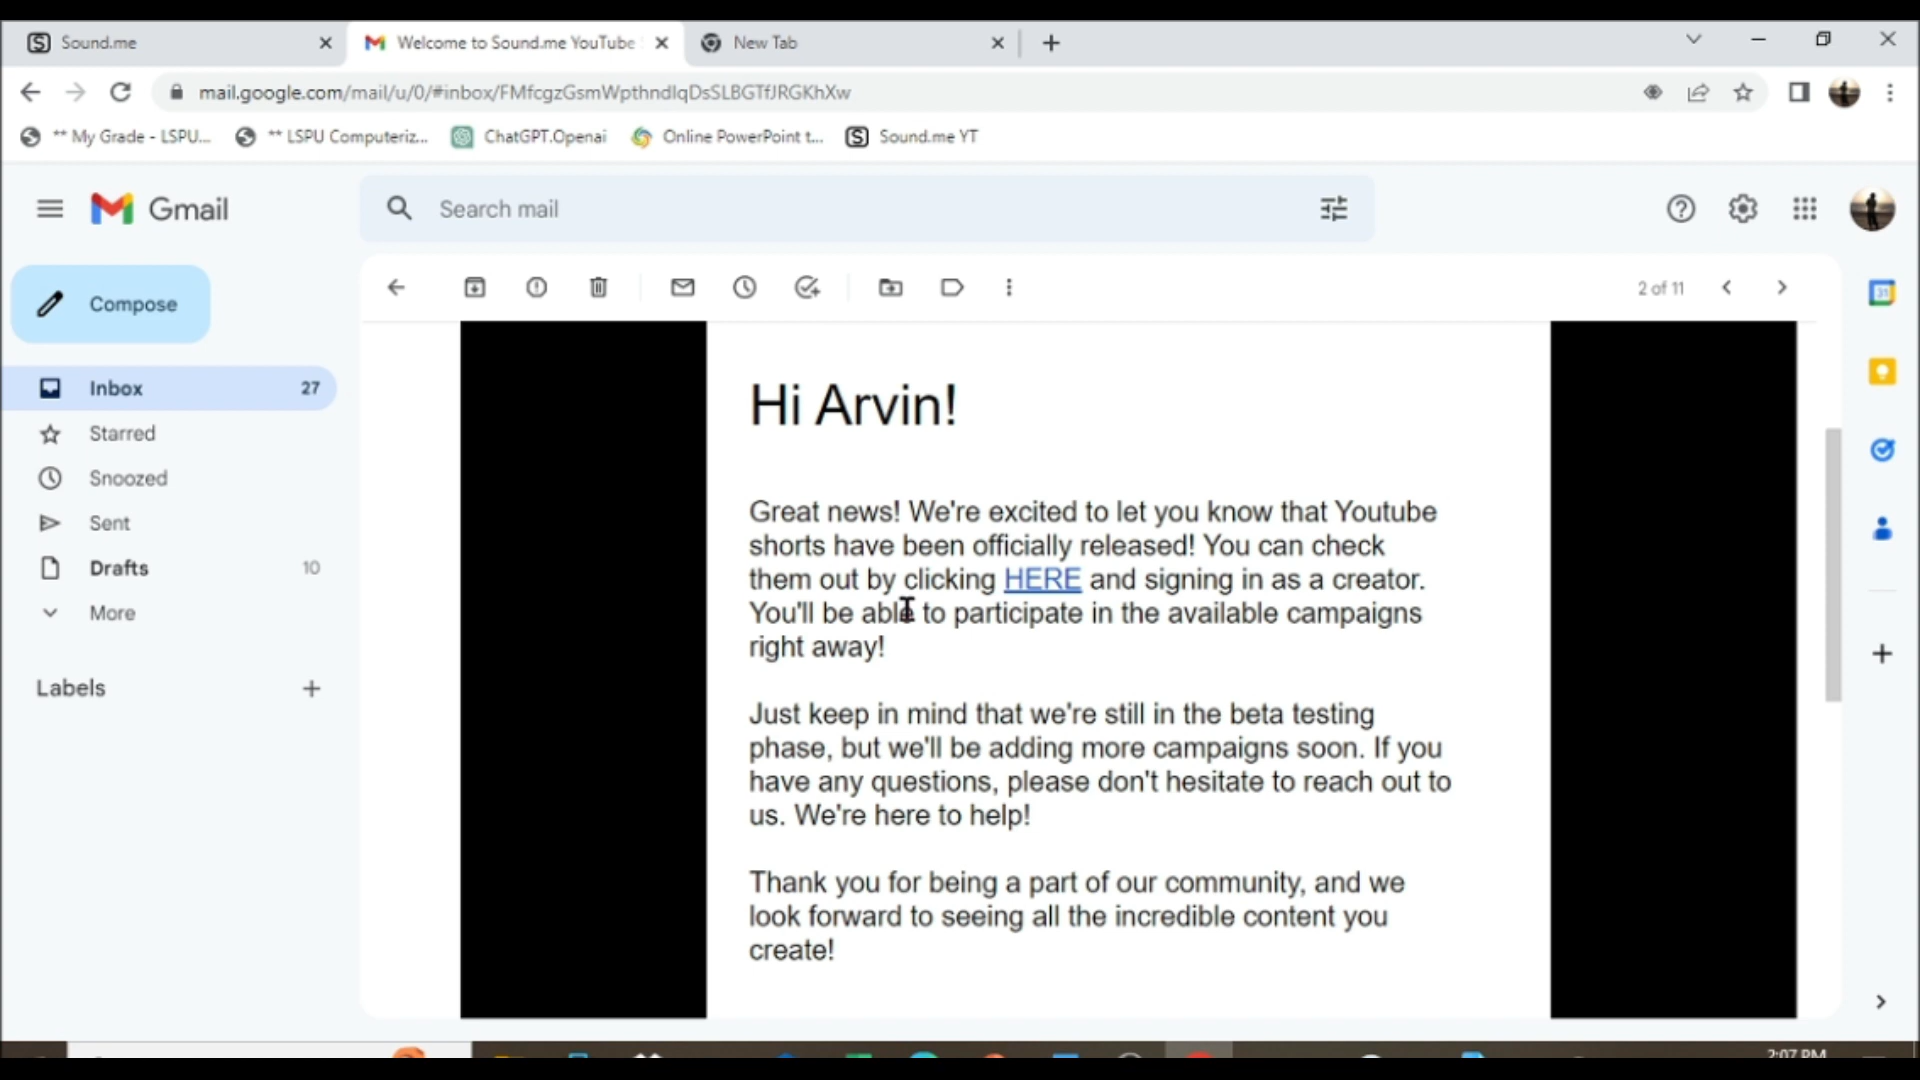 Sound.me
Welcome to Sound.me YouTube
New Tab
mail.google.com/mail/u/0/#inbox/FMfcgzGsmWpthndlqDsSLBGTfJRGKhXw
** My Grade - LSPU...
** LSPU Computeriz...
ChatGPT.Openai
Online PowerPoint t...
Sound.me YT
Gmail
Search mail
Compose
2 of 11
Inbox 27
Starred
Snoozed
Sent
Drafts 10
More
Labels
Hi Arvin!
Great news! We're excited to let you know that Youtube
shorts have been officially released! You can check
them out by clicking HERE and signing in as a creator.
You'll be able to participate in the available campaigns
right away!
Just keep in mind that we're still in the beta testing
phase, but we'll be adding more campaigns soon. If you
have any questions, please don't hesitate to reach out to
us. We're here to help!
Thank you for being a part of our community, and we
look forward to seeing all the incredible content you
create!
2:07 PM